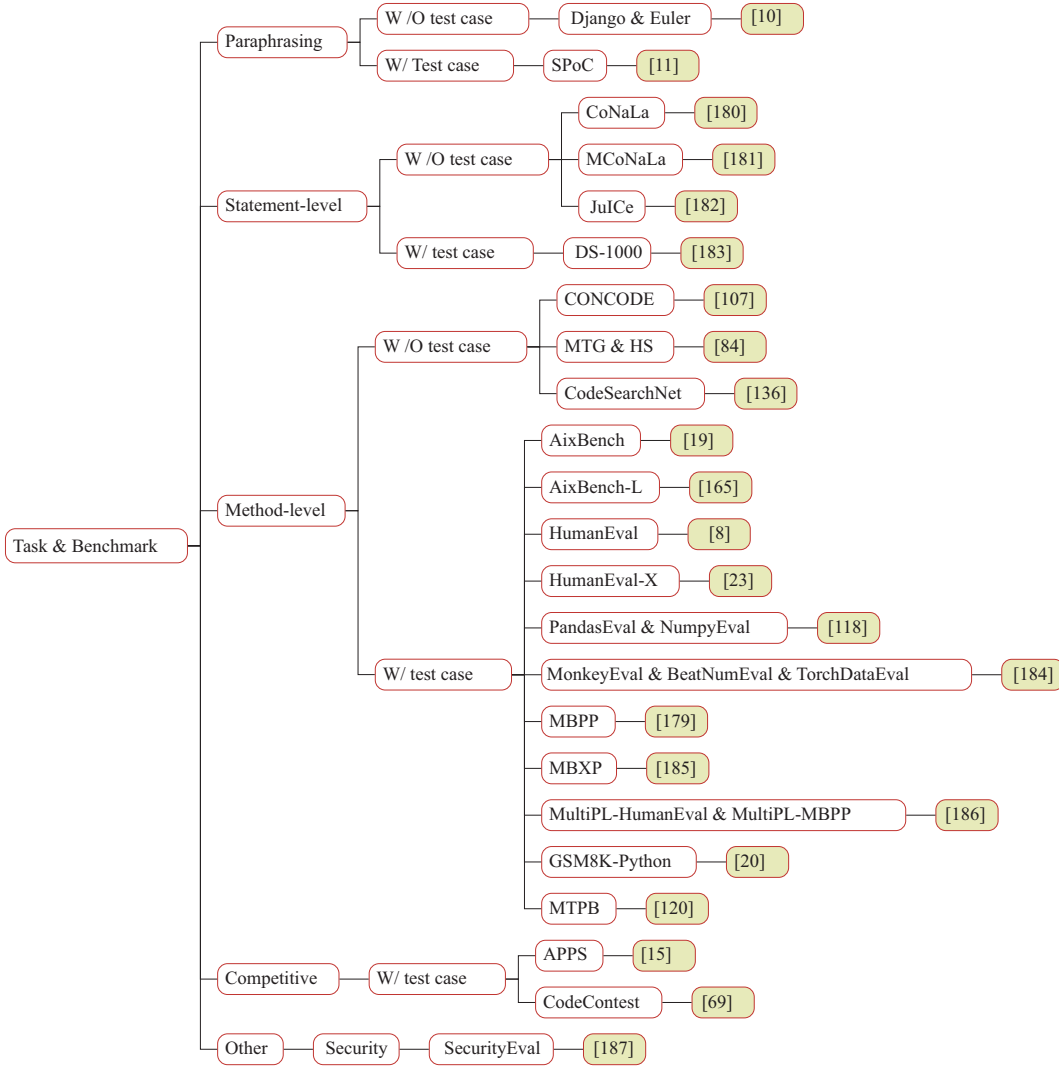 W /O test case Django & Euler [10]
Paraphrasing
W/ Test case SPoC [11]
CoNaLa [180]
W /O test case MCoNaLa [181]
Statement-level JuICe [182]
W/ test case DS-1000 [183]
CONCODE [107]
W /O test case MTG & HS [84]
CodeSearchNet [136]
AixBench [19]
AixBench-L [165]
Method-level
HumanEval [8]
Task & Benchmark
HumanEval-X [23]
PandasEval & NumpyEval [118]
W/ test case MonkeyEval & BeatNumEval & TorchDataEval [184]
MBPP [179]
MBXP [185]
MultiPL-HumanEval & MultiPL-MBPP [186]
GSM8K-Python [20]
MTPB [120]
APPS [15]
Competitive W/ test case
CodeContest [69]
Other Security SecurityEval [187]